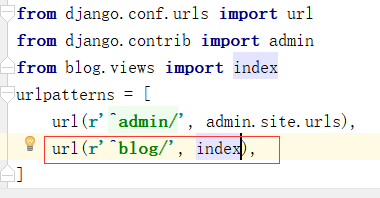 from django.conf.urls import url
from django.contrib import admin
from blog.views import index
urlpatterns = [
    url(r'^admin/', admin.site.urls),
    url(r'^blog/', index),
]